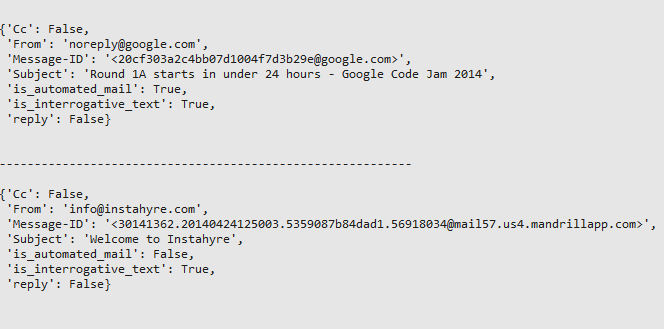 {'Cc': False,
 'From': 'noreply@google.com',
 'Message-ID': '<20cf303a2c4bb07d1004f7d3b29e@google.com>',
 'Subject': 'Round 1A starts in under 24 hours - Google Code Jam 2014',
 'is_automated_mail': True,
 'is_interrogative_text': True,
 'reply': False}
-----------------------------------------------------------
{'Cc': False,
 'From': 'info@instahyre.com',
 'Message-ID': '<30141362.20140424125003.5359087b84dad1.56918034@mail57.us4.mandrillapp.com>',
 'Subject': 'Welcome to Instahyre',
 'is_automated_mail': False,
 'is_interrogative_text': True,
 'reply': False}